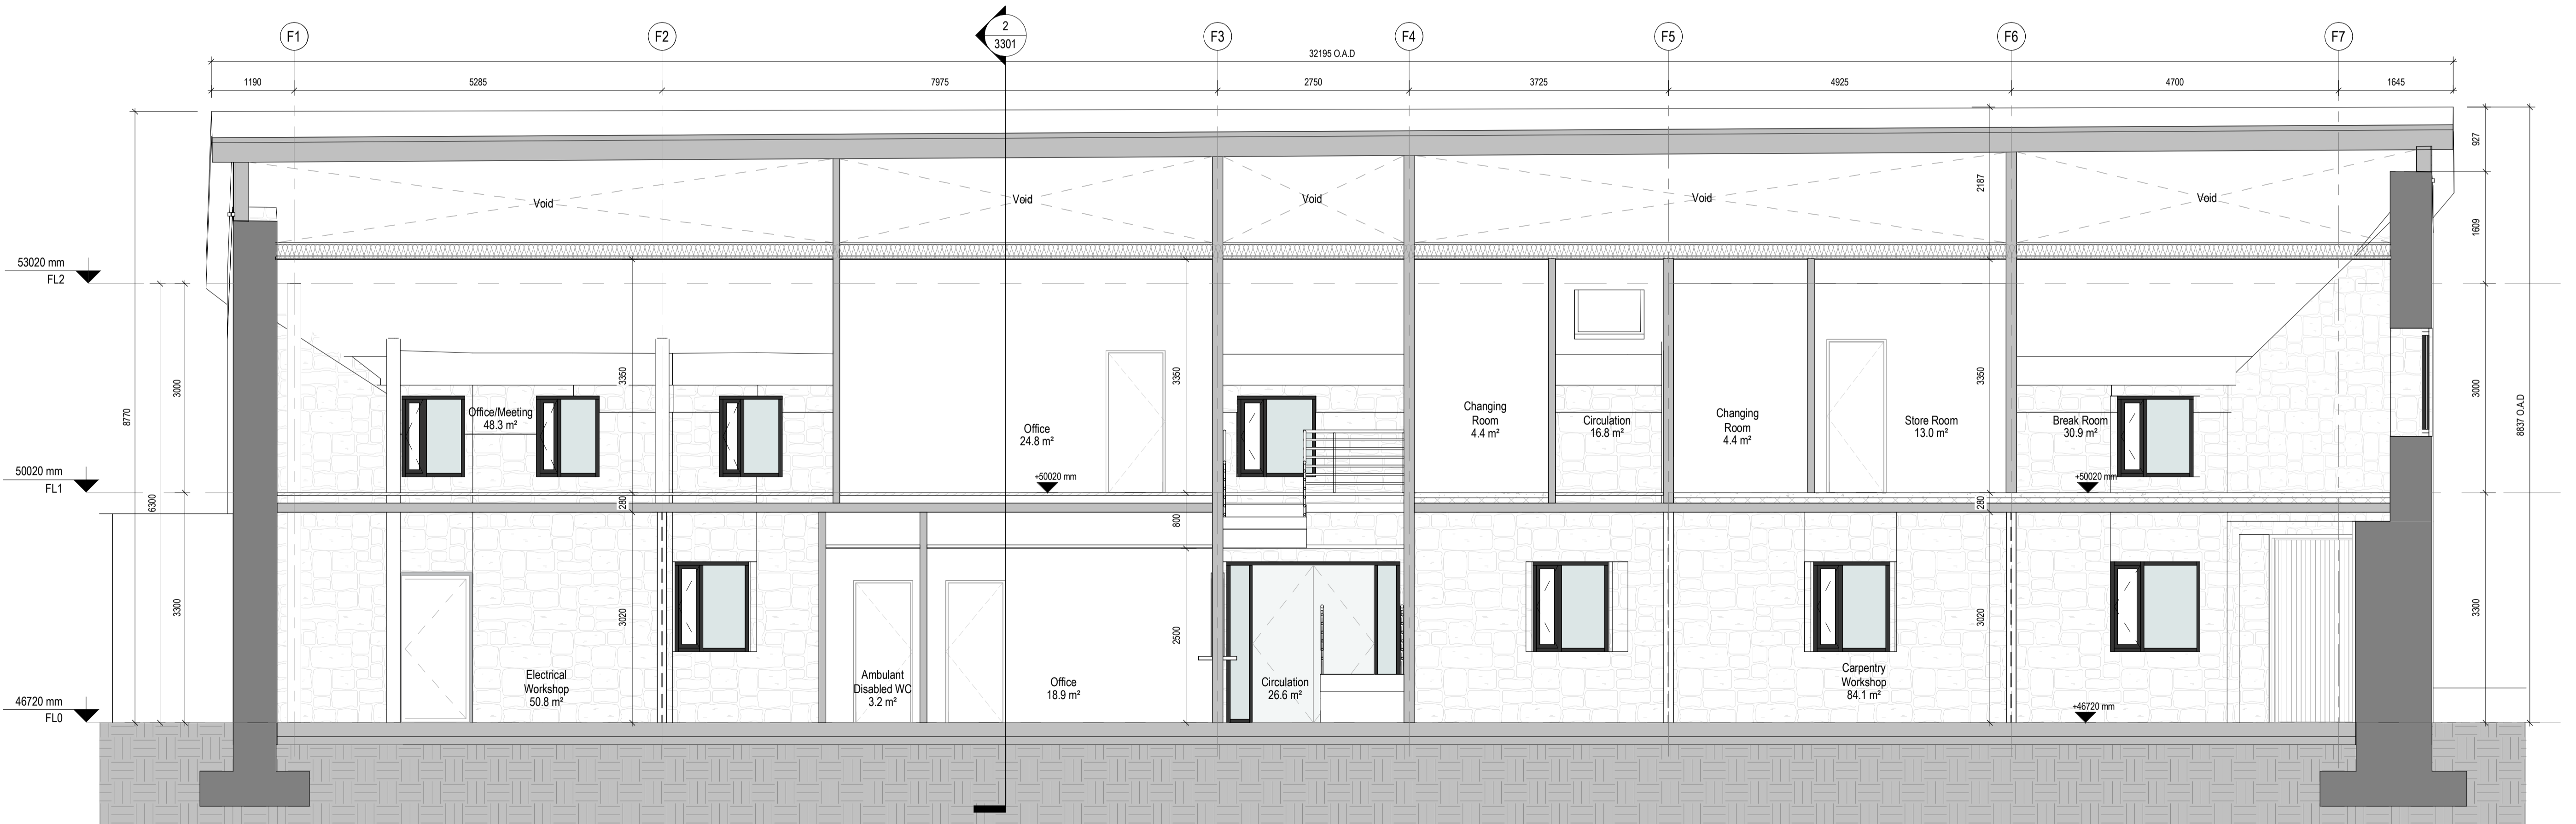 F1
F2
2
3301
F3
F4
F5
F6
F7
32195 O.A.D
1190
5285
7975
2750
3725
4925
4700
1645
927
2187
1609
Void
Void
Void
Void
Void
53020 mm
FL2
8770
3000
3350
3350
3350
3000
8837 O.A.D
Office/Meeting
48.3 m²
Office
24.8 m²
Changing
Room
4.4 m²
Circulation
16.8 m²
Changing
Room
4.4 m²
Store Room
13.0 m²
Break Room
30.9 m²
50020 mm
FL1
+50020 mm
+50020 mm
6300
280
800
280
3300
3020
2500
3020
3300
Electrical
Workshop
50.8 m²
Ambulant
Disabled WC
3.2 m²
Office
18.9 m²
Circulation
26.6 m²
Carpentry
Workshop
84.1 m²
46720 mm
FL0
+46720 mm